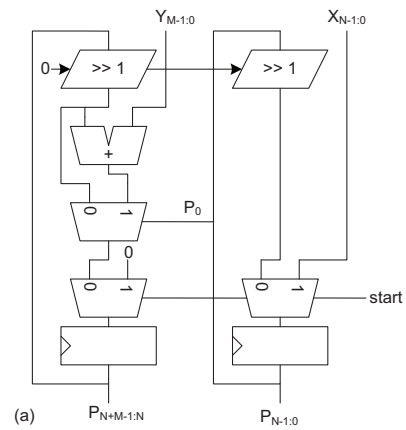 Y_{M-1:0} X_{N-1:0}
0 >> 1 >> 1
+
0 1 P_0
0
0 1 0 1 start
(a) P_{N+M-1:N} P_{N-1:0}